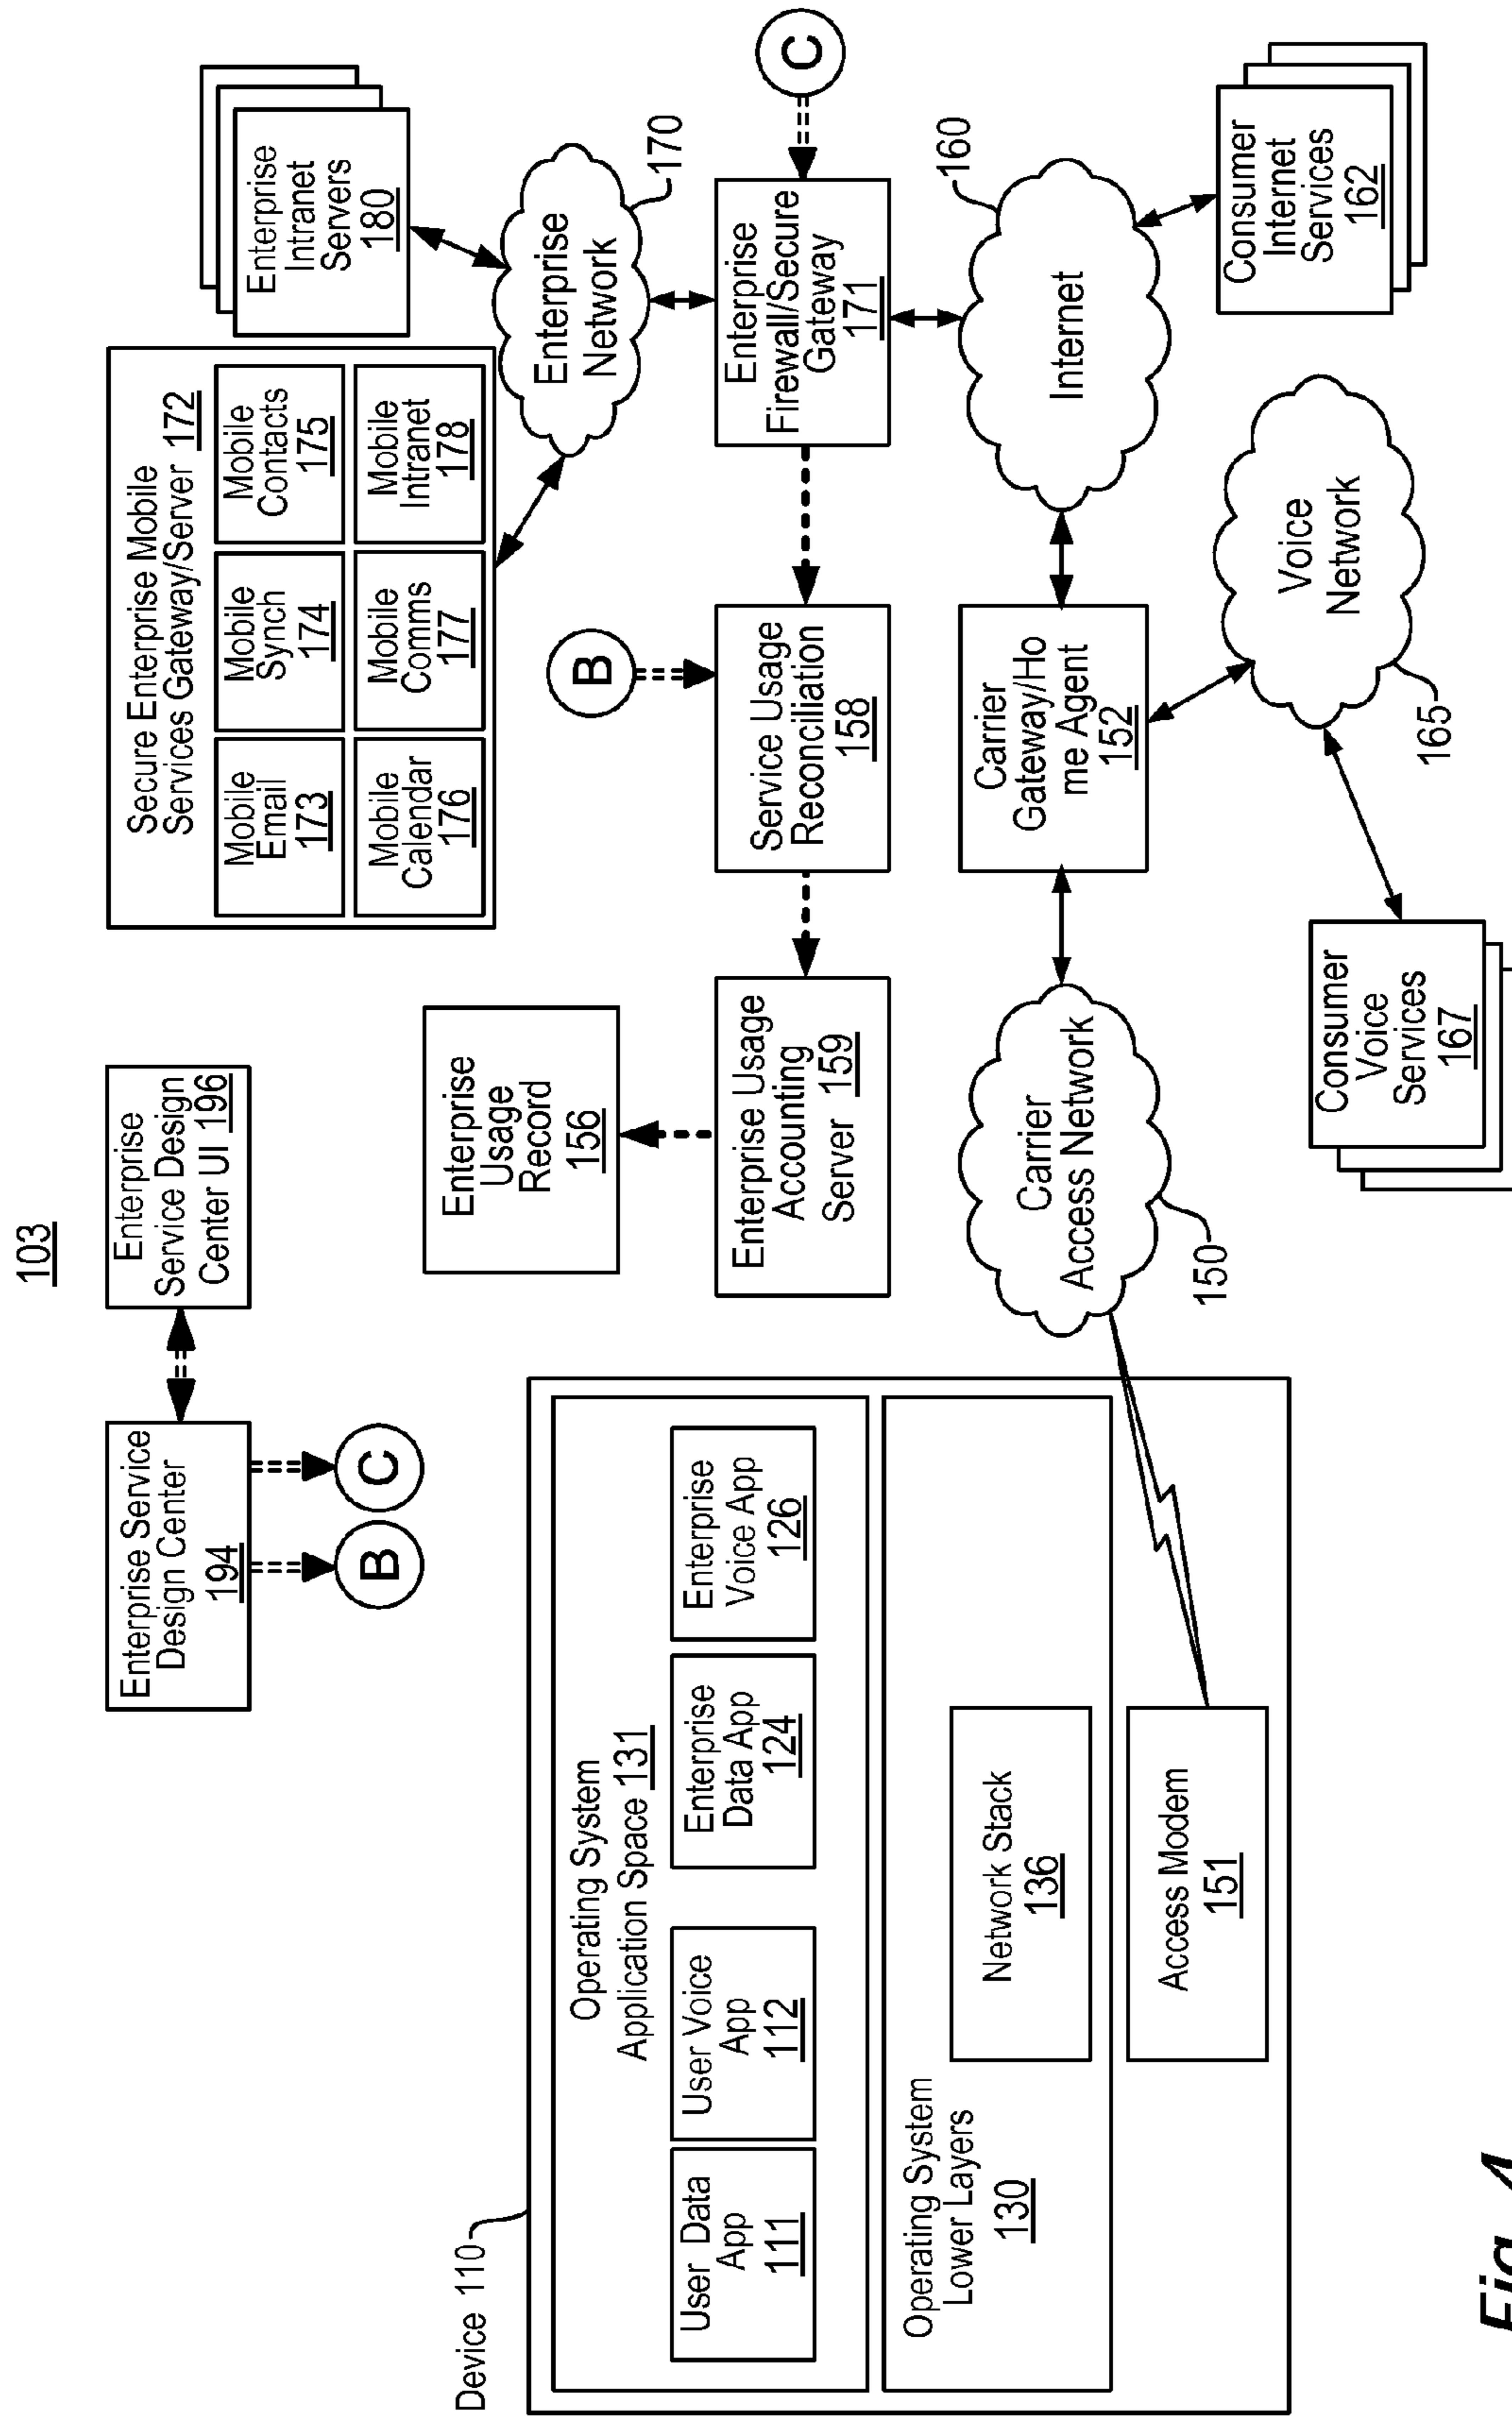 103
Enterprise Service
Design Center
194
Enterprise
Service Design
Center UI 196
B
C
Secure Enterprise Mobile
Services Gateway/Server 172
Mobile
Email
173
Mobile
Synch
174
Mobile
Contacts
175
Mobile
Calendar
176
Mobile
Comms
177
Mobile
Intranet
178
Enterprise
Intranet
Servers
180
Enterprise
Network
170
Enterprise
Usage
Record
156
B
Enterprise Usage
Accounting
Server 159
Service Usage
Reconciliation
158
Enterprise
Firewall/Secure
Gateway
171
C
Device 110
Operating System
Application Space 131
User Data
App
111
User Voice
App
112
Enterprise
Data App
124
Enterprise
Voice App
126
Operating System
Lower Layers
130
Network Stack
136
Access Modem
151
Carrier
Access Network
150
Carrier
Gateway/Ho
me Agent
152
Internet
160
Voice
Network
165
Consumer
Voice
Services
167
Consumer
Internet
Services
162
Fig. 4